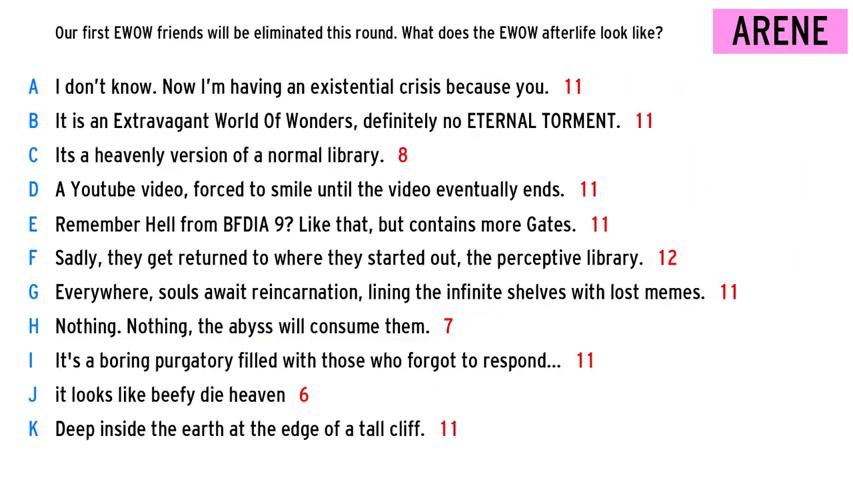 Our first EWOW friends will be eliminated this round. What does the EWOW afterlife look like?
ARENE
A I don't know. Now I'm having an existential crisis because you. 11
B It is an Extravagant World Of Wonders, definitely no ETERNAL TORMENT. 11
C Its a heavenly version of a normal library. 8
D A Youtube video, forced to smile until the video eventually ends. 11
E Remember Hell from BFDIA 9? Like that, but contains more Gates. 11
F Sadly, they get returned to where they started out, the perceptive library. 12
G Everywhere, souls await reincarnation, lining the infinite shelves with lost memes. 11
H Nothing. Nothing, the abyss will consume them. 7
I It's a boring purgatory filled with those who forgot to respond... 11
J it looks like beefy die heaven 6
K Deep inside the earth at the edge of a tall cliff. 11